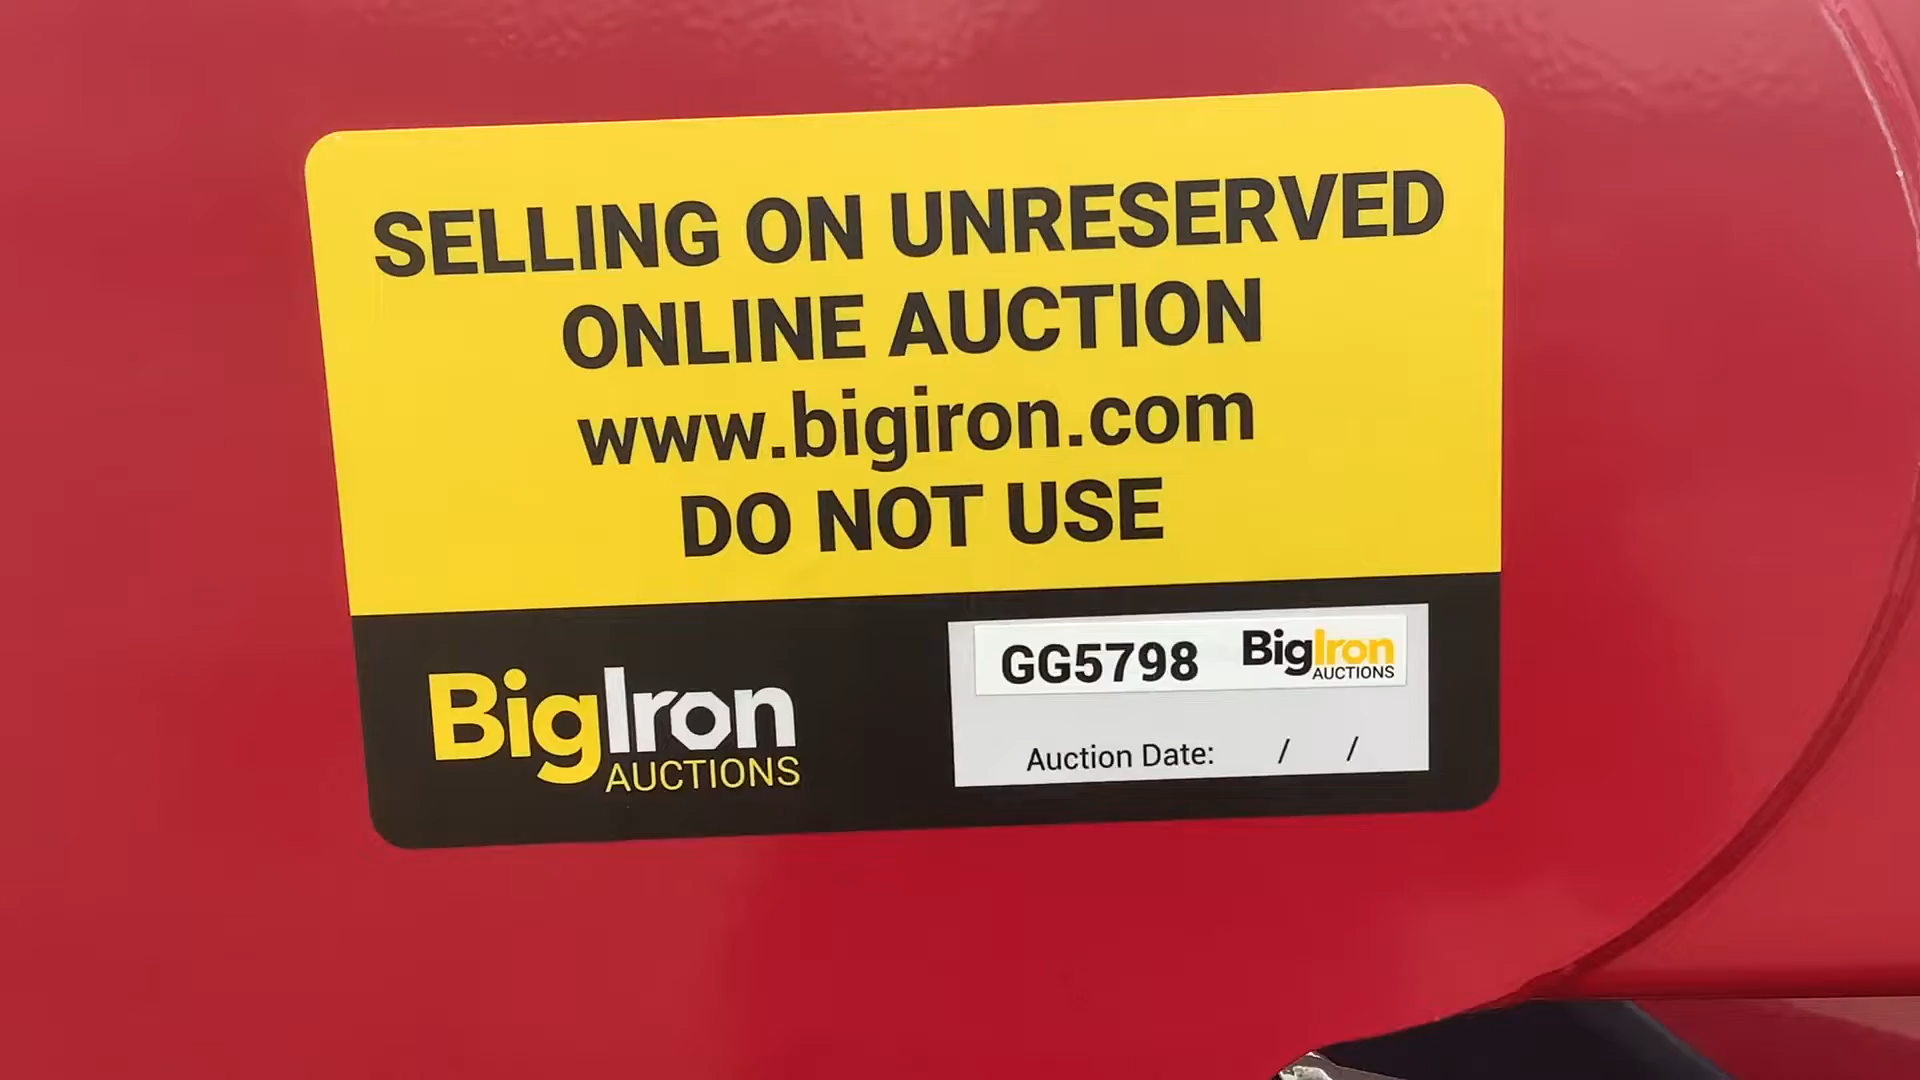 SELLING ON UNRESERVED
ONLINE AUCTION
www.bigiron.com
DO NOT USE
BigIron
AUCTIONS
GG5798 BigIron
AUCTIONS
Auction Date: / /